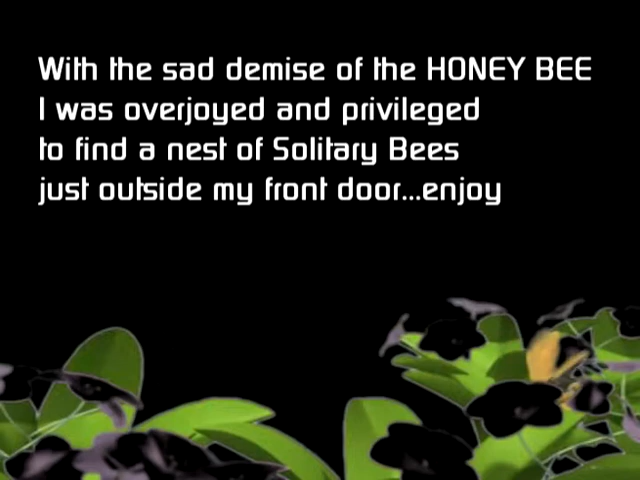 With the sad demise of the HONEY BEE
I was overjoyed and privileged
to find a nest of Solitary Bees
just outside my front door...enjoy